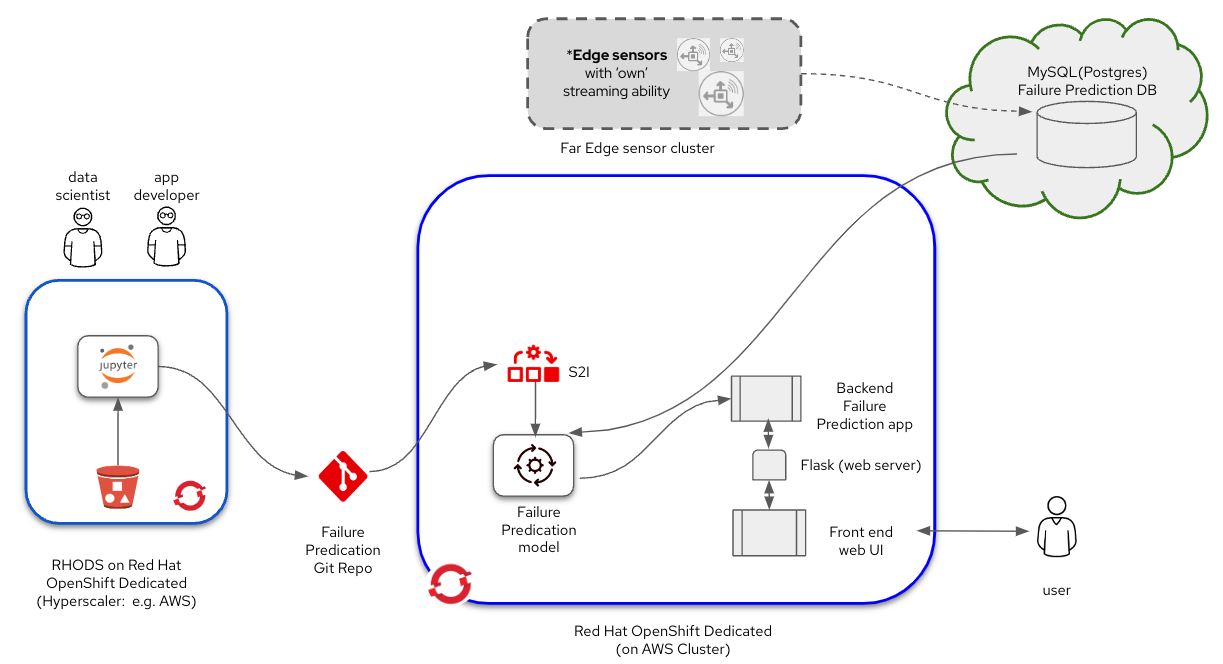 *Edge sensors
with ‘own’
streaming ability
Far Edge sensor cluster
MySQL(Postgres)
Failure Prediction DB
data
scientist
app
developer
jupyter
RHODS on Red Hat
OpenShift Dedicated
(Hyperscaler: e.g. AWS)
Failure
Predication
Git Repo
S2I
Failure
Predication
model
Backend
Failure
Prediction app
Flask (web server)
Front end
web UI
user
Red Hat OpenShift Dedicated
(on AWS Cluster)